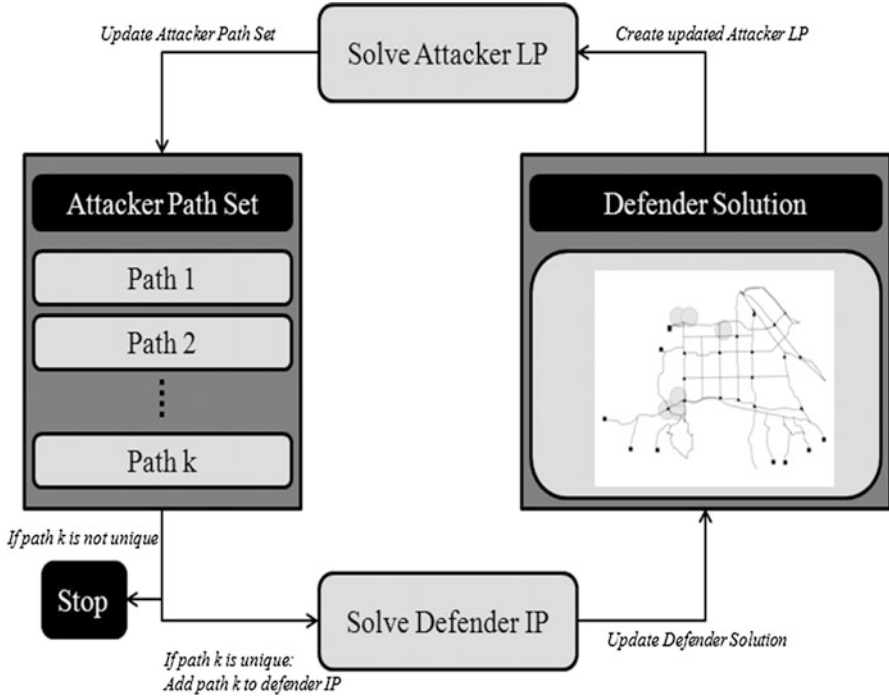 Update Attacker Path Set
Solve Attacker LP
Create updated Attacker LP
Attacker Path Set
Path 1
Path 2
Path k
Defender Solution
If path k is not unique
Stop
If path k is unique:
Add path k to defender IP
Solve Defender IP
Update Defender Solution